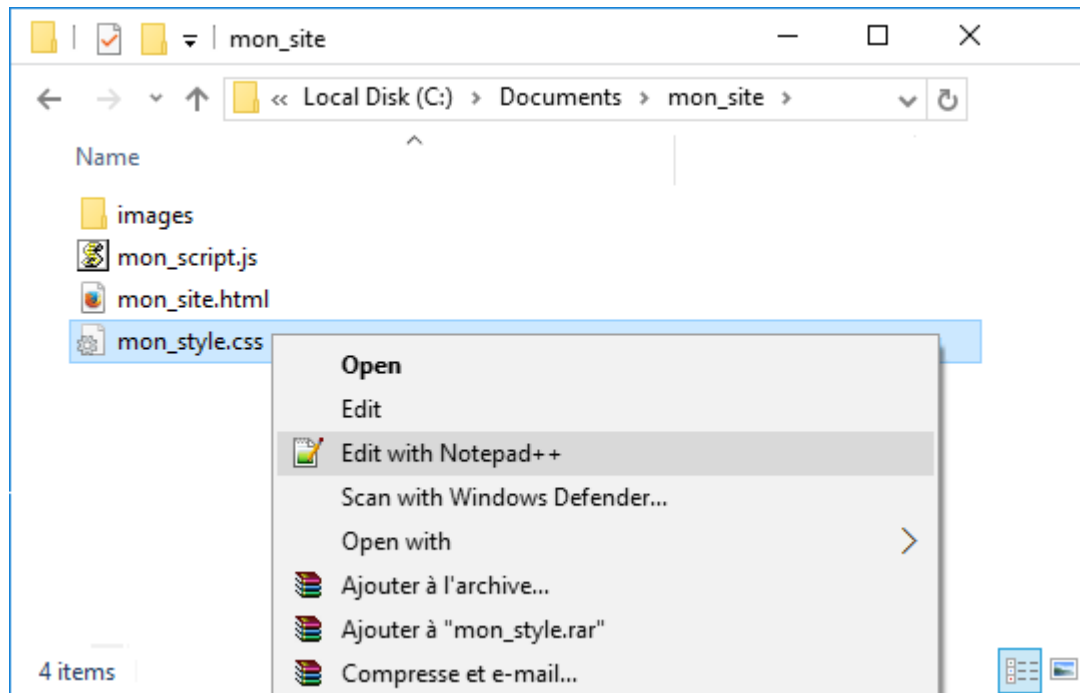 mon_site
« Local Disk (C:) > Documents > mon_site >
Name
images
mon_script.js
mon_site.html
mon_style.css
Open
Edit
Edit with Notepad++
Scan with Windows Defender...
Open with
Ajouter à l'archive...
Ajouter à "mon_style.rar"
Compresse et e-mail...
4 items